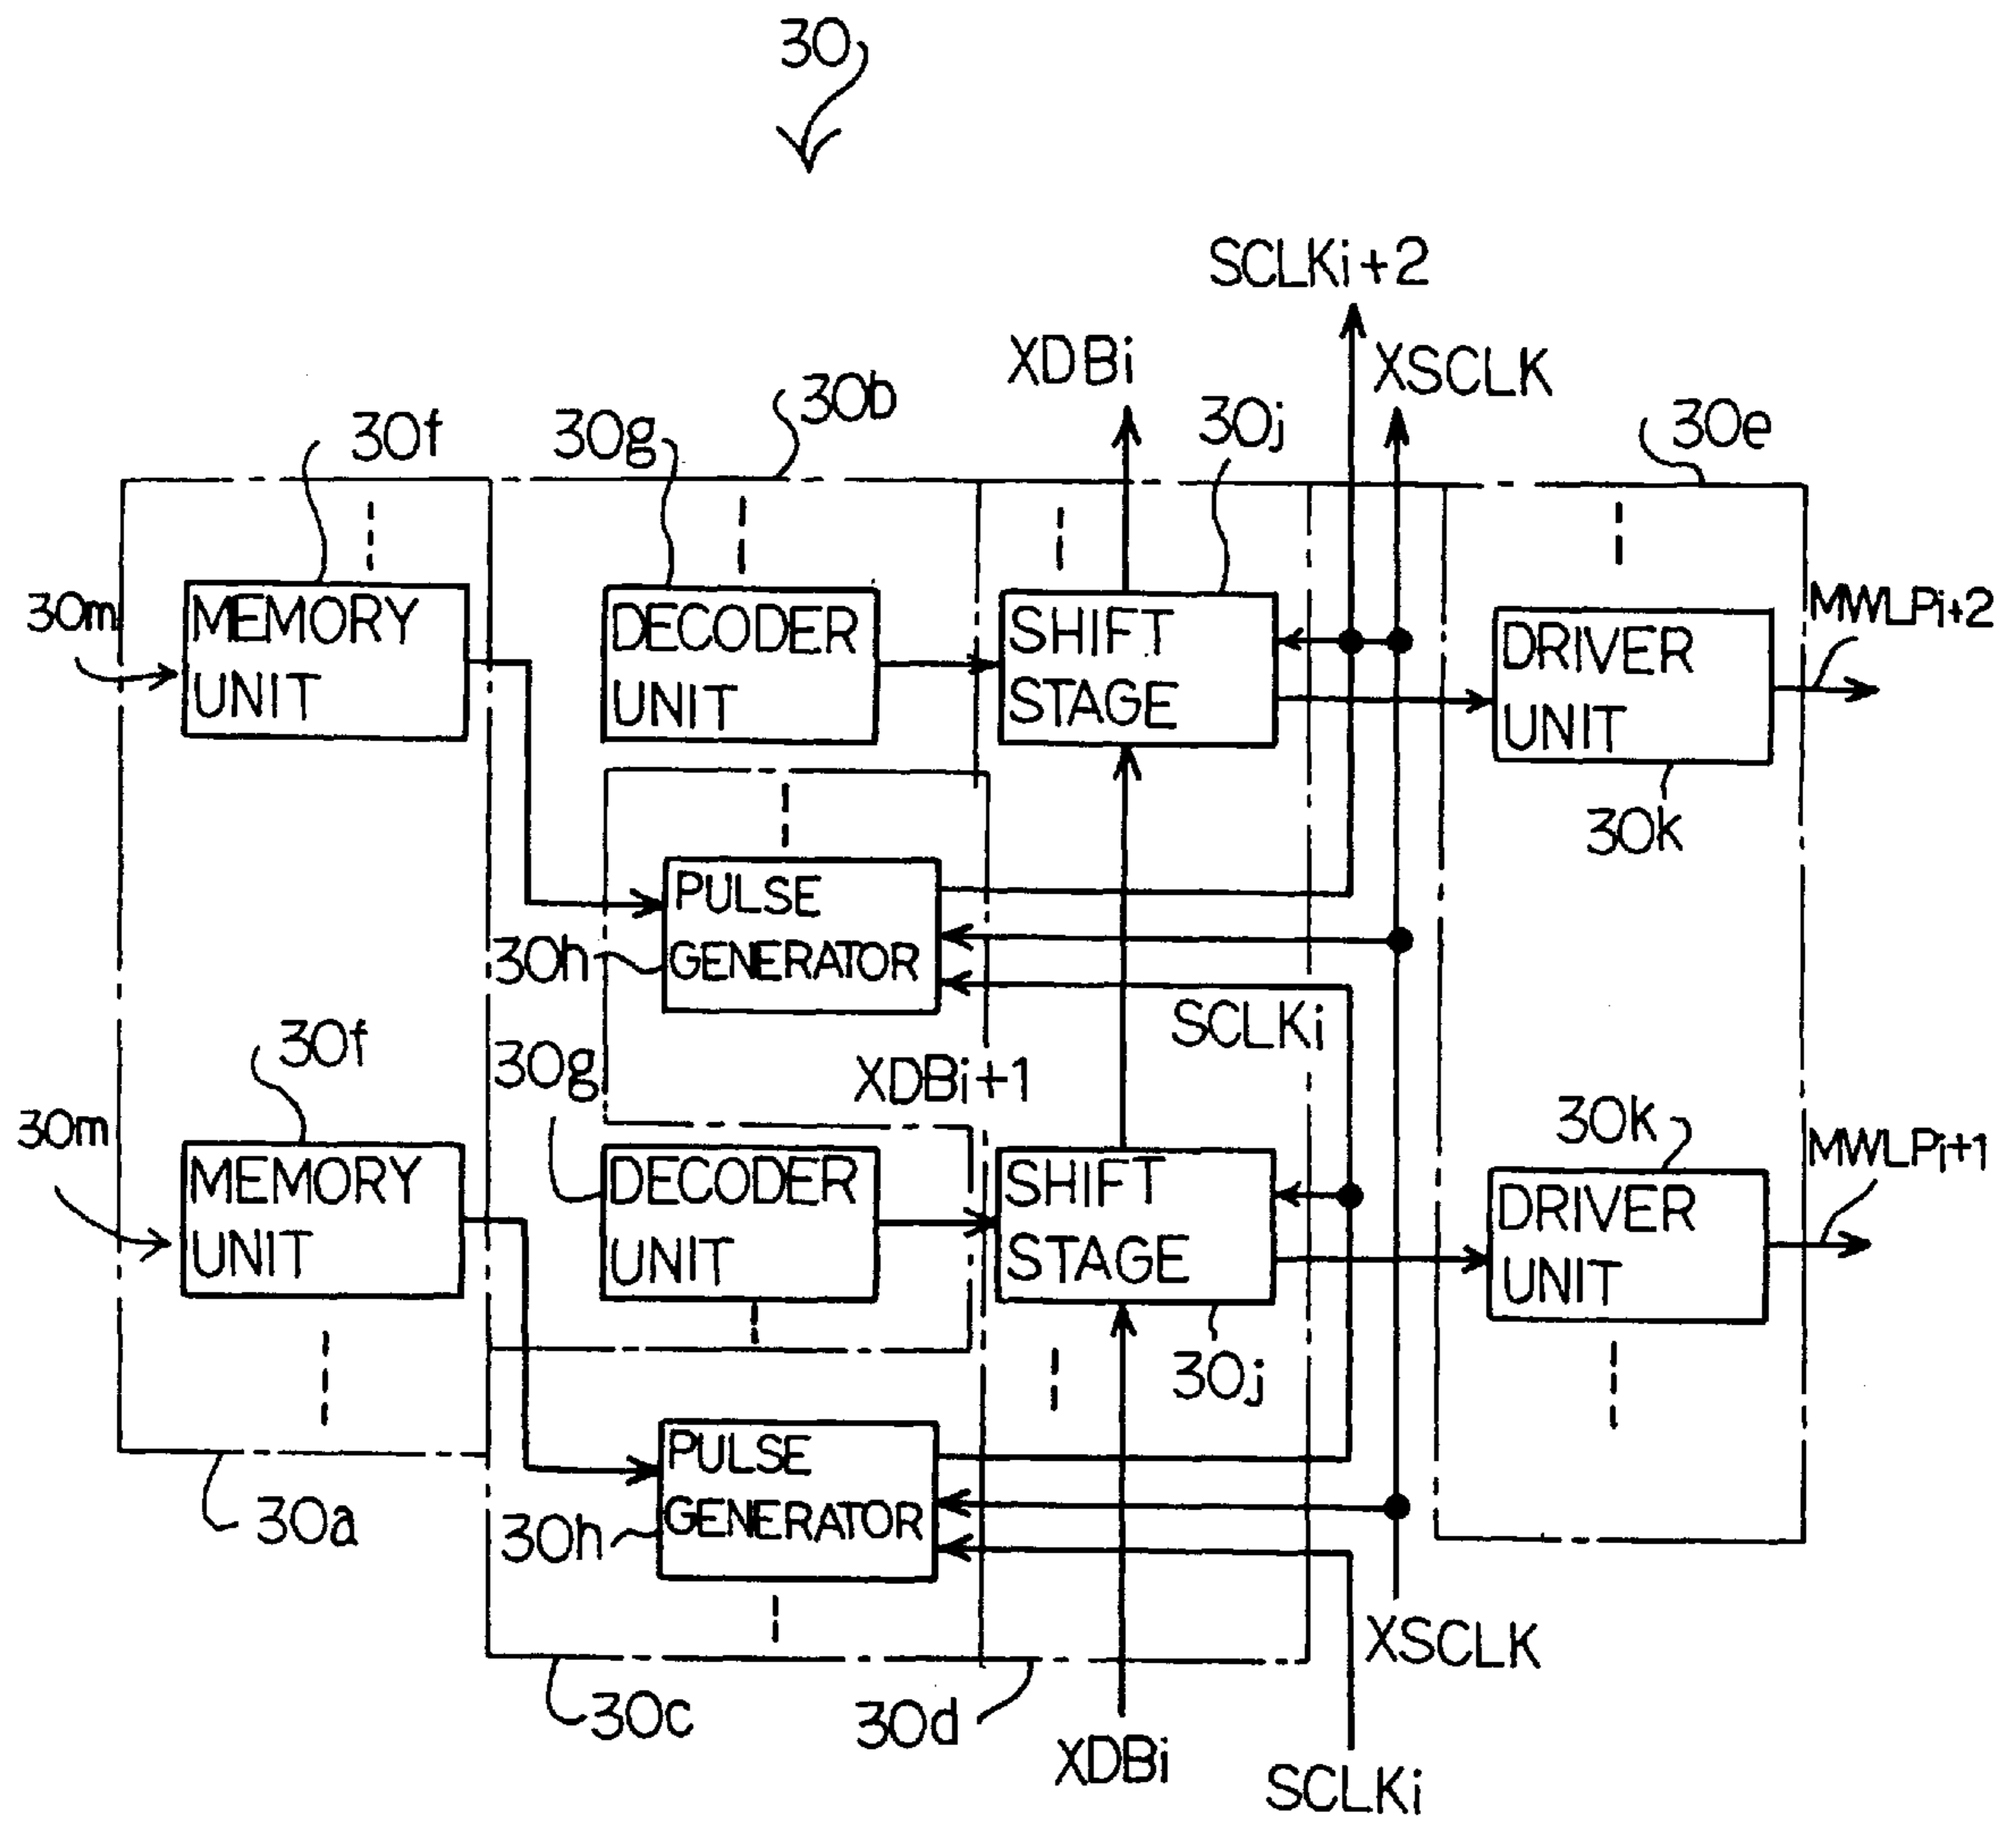 30
SCLKi+2
XDBi
XSCLK
30f
30g
30b
30j
30e
30m
MEMORY
UNIT
DECODER
UNIT
SHIFT
STAGE
DRIVER
UNIT
MWLPi+2
30k
PULSE
GENERATOR
30h
SCLKi
30f
30g
XDBi+1
30k
30m
MEMORY
UNIT
DECODER
UNIT
SHIFT
STAGE
DRIVER
UNIT
MWLPi+1
30j
PULSE
GENERATOR
30a
30h
XSCLK
30c
30d
XDBi
SCLKi